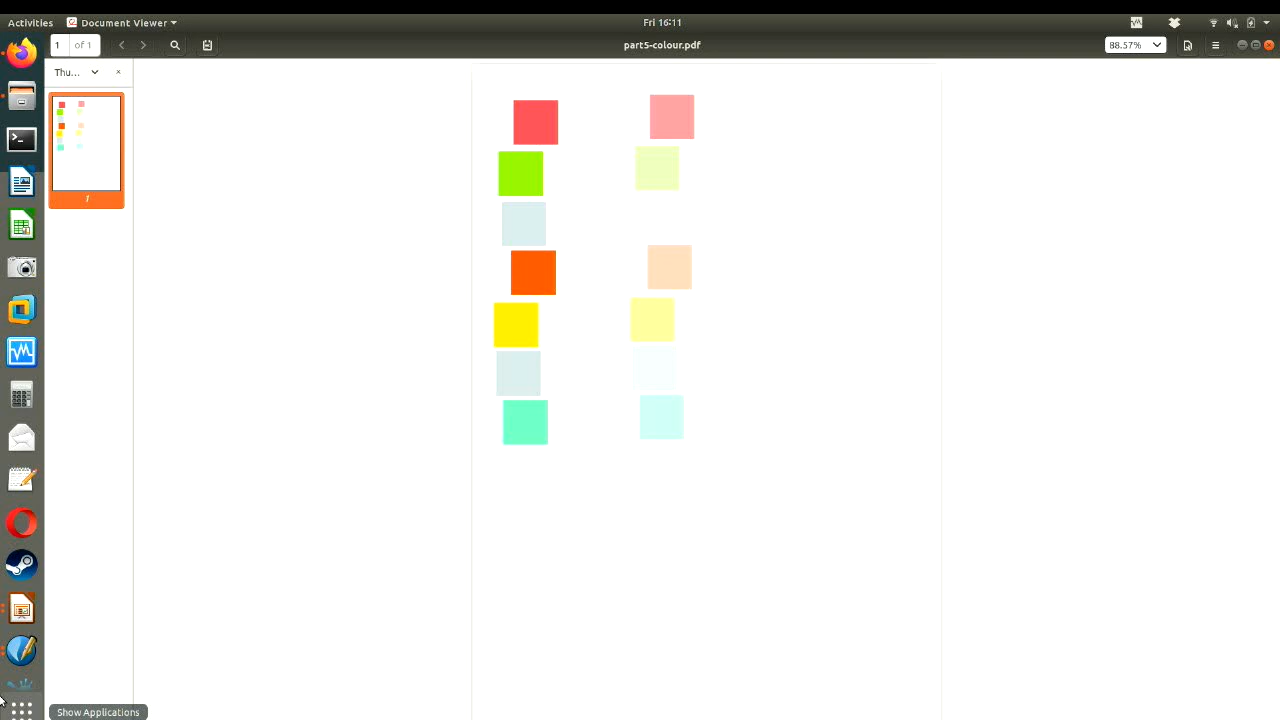 Activities Document Viewer Fri 16:11
1 of 1 part5-colour.pdf 88.57%
Thu...
1
Show Applications